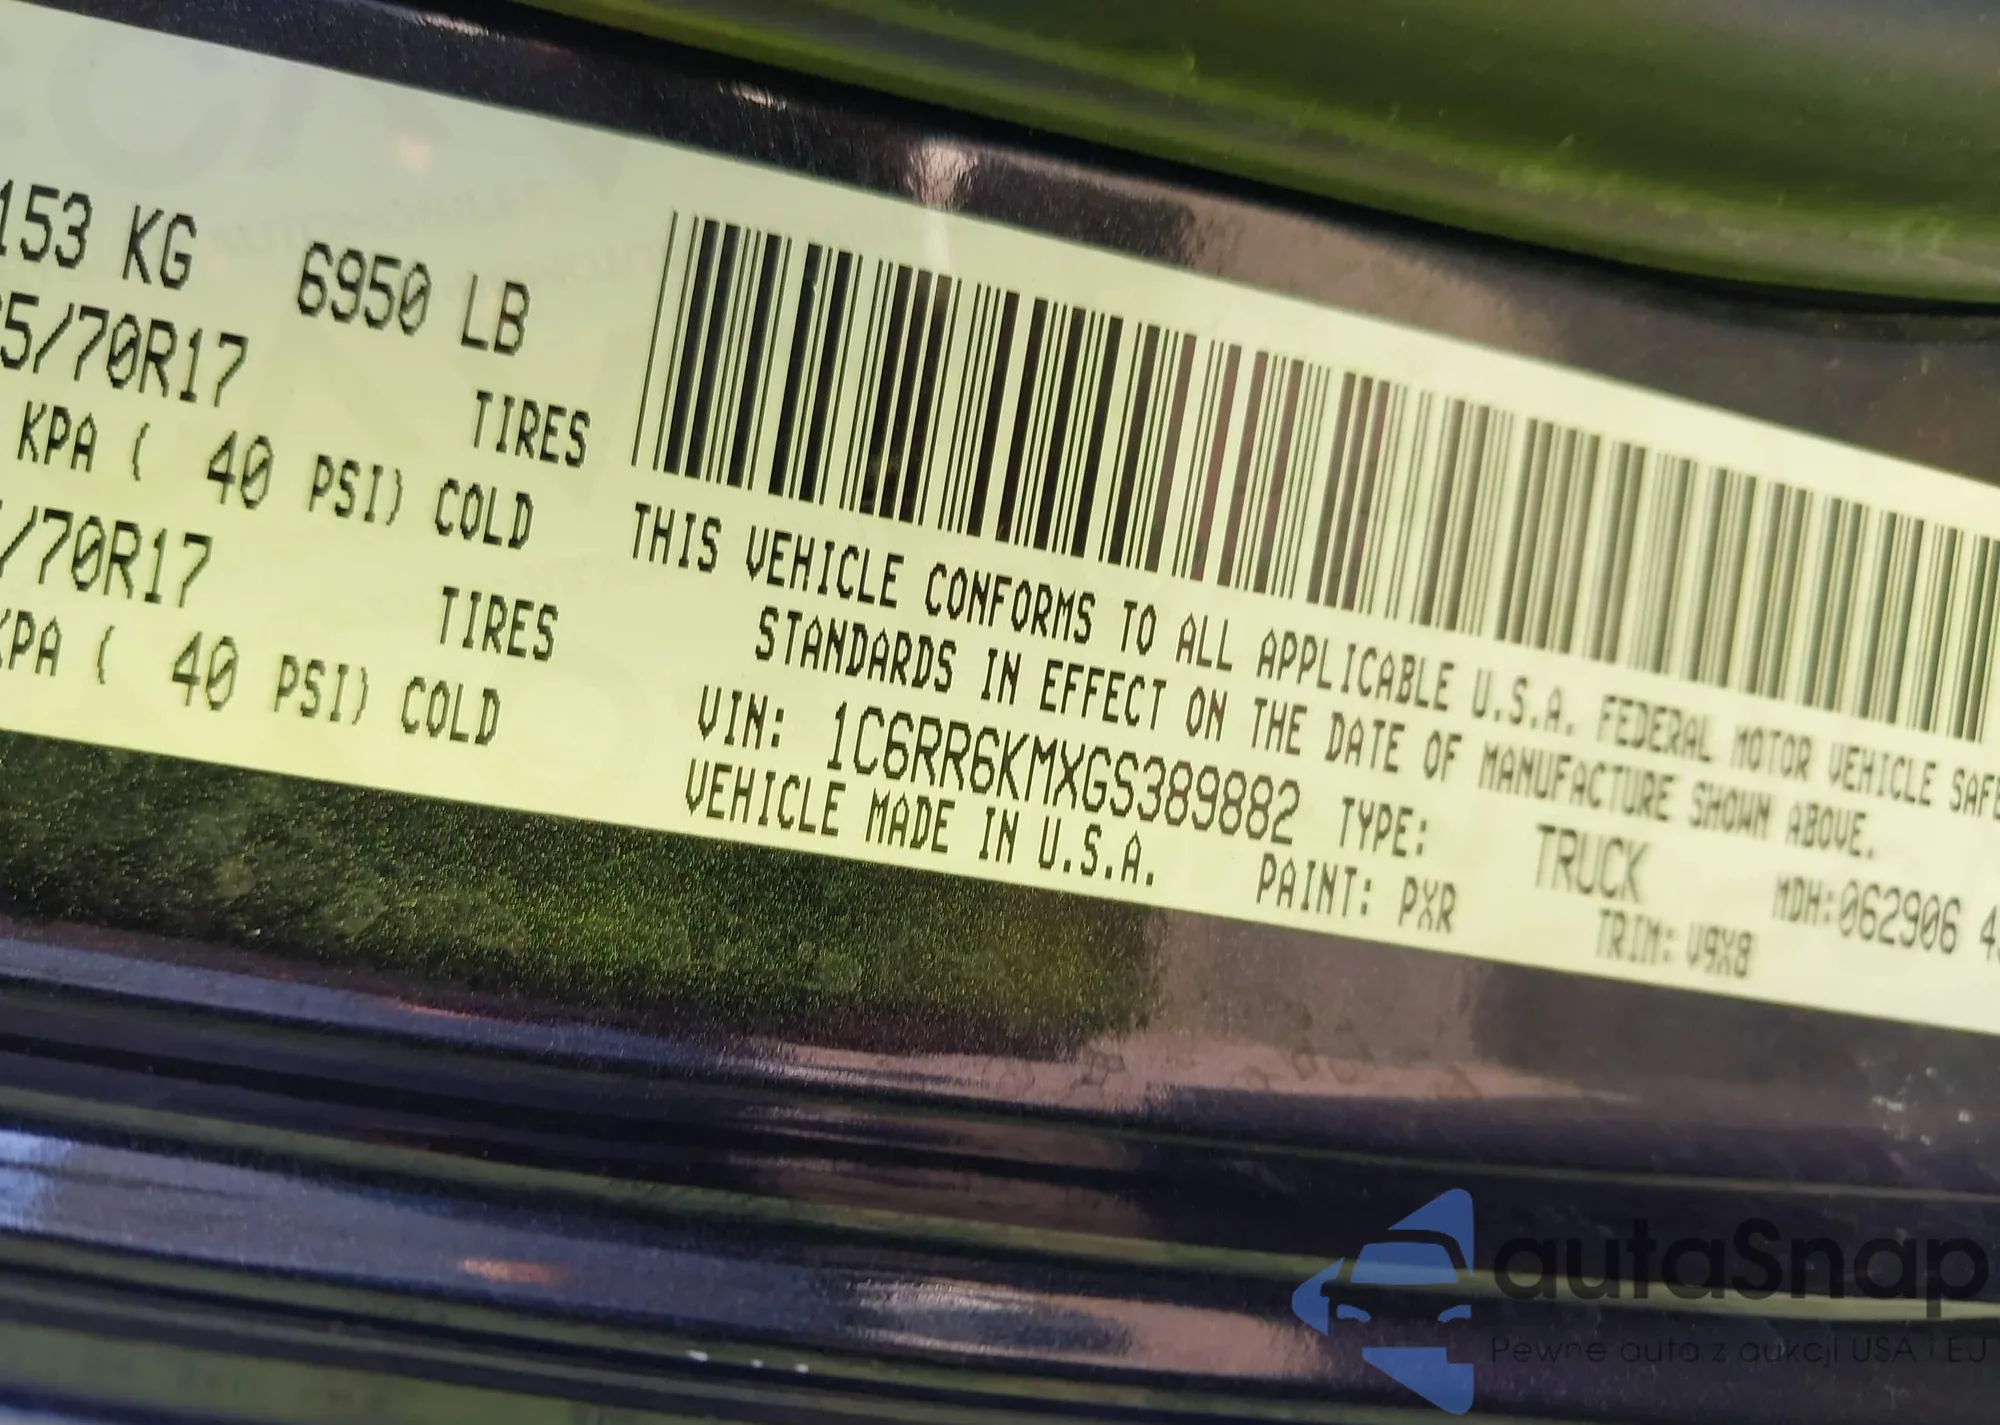 153 KG 6950 LB
5/70R17 TIRES
KPA ( 40 PSI) COLD
/70R17 TIRES
KPA ( 40 PSI) COLD
THIS VEHICLE CONFORMS TO ALL APPLICABLE U.S.A. FEDERAL MOTOR VEHICLE SAFE
STANDARDS IN EFFECT ON THE DATE OF MANUFACTURE SHOWN ABOVE.
VIN: 1C6RR6KMXGS389882 TYPE: TRUCK MDH:062906 4
VEHICLE MADE IN U.S.A. PAINT: PXR TRIM: V9X8
autaSnap
Pewne auta z aukcji USA i EU